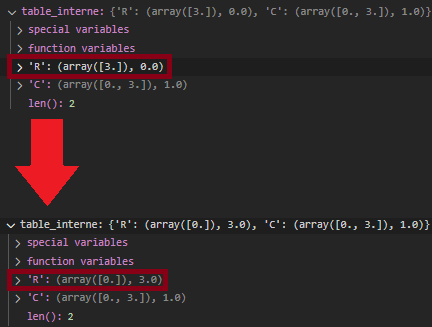 table_interne: {'R': (array([3.]), 0.0), 'C': (array([0., 3.]), 1.0)}
special variables
function variables
'R': (array([3.]), 0.0)
'C': (array([0., 3.]), 1.0)
len(): 2
table_interne: {'R': (array([0.]), 3.0), 'C': (array([0., 3.]), 1.0)}
special variables
function variables
'R': (array([0.]), 3.0)
'C': (array([0., 3.]), 1.0)
len(): 2